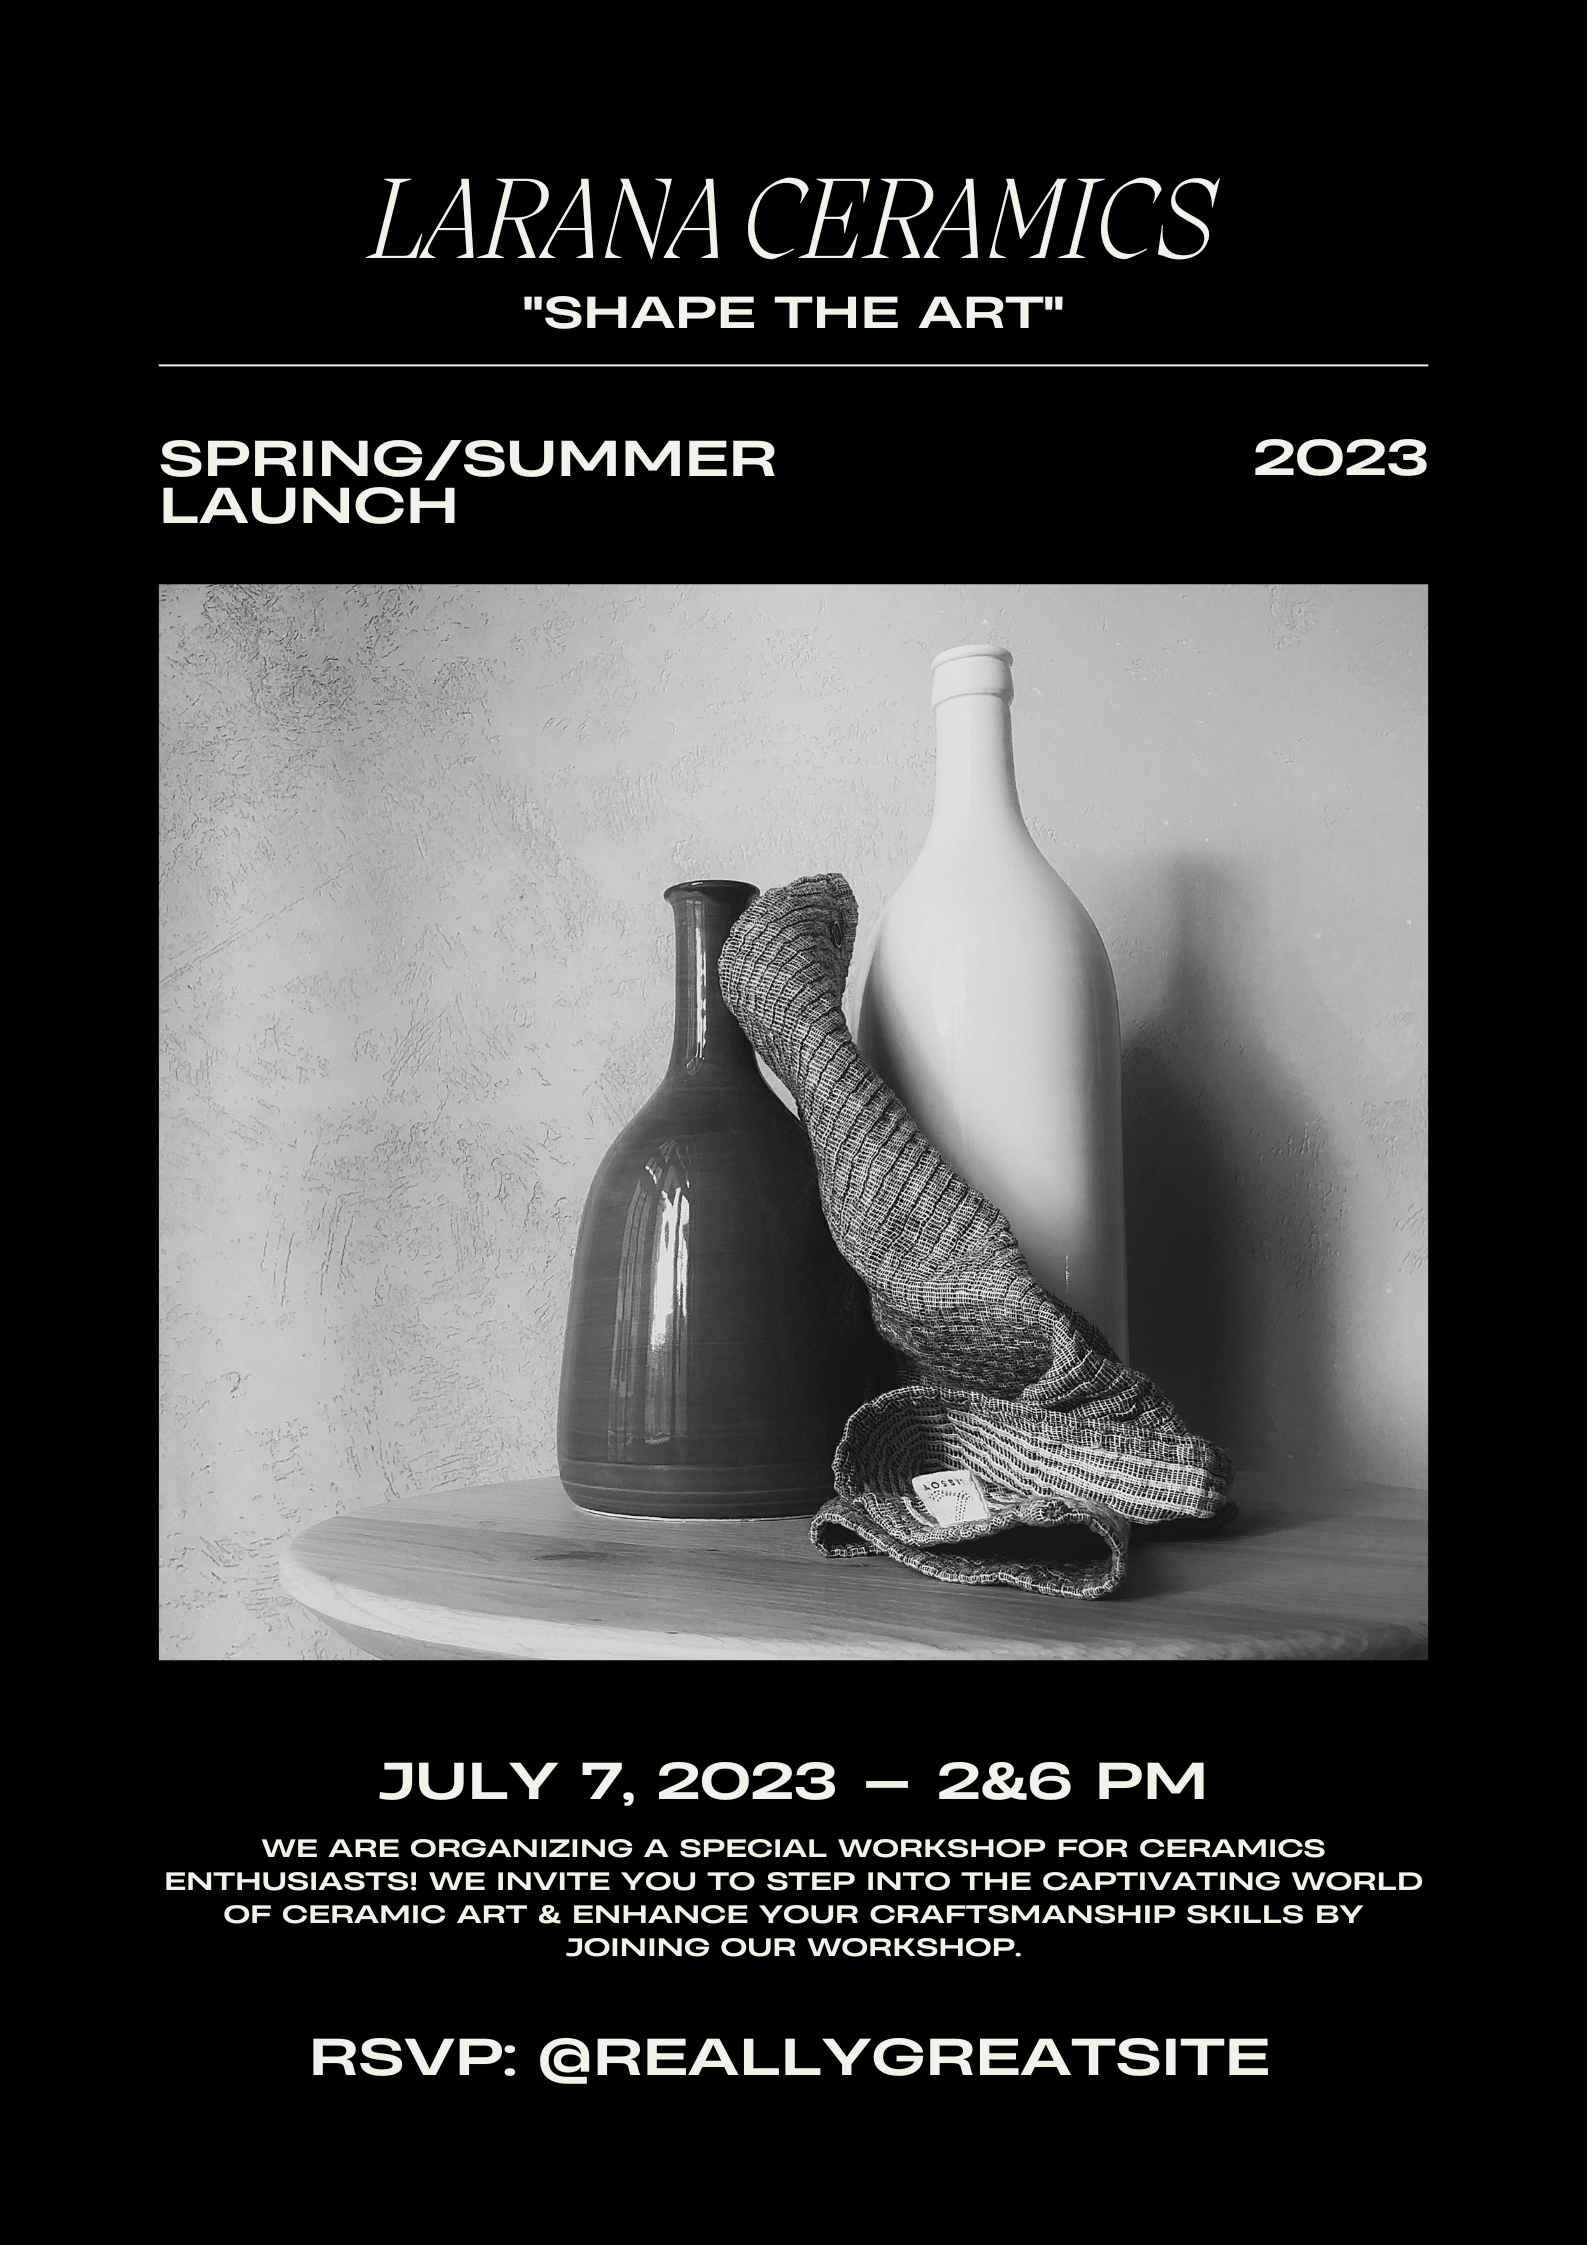 LARANA CERAMICS
"SHAPE THE ART"
SPRING/SUMMER
LAUNCH
2023
JULY 7, 2023 — 2&6 PM
WE ARE ORGANIZING A SPECIAL WORKSHOP FOR CERAMICS
ENTHUSIASTS! WE INVITE YOU TO STEP INTO THE CAPTIVATING WORLD
OF CERAMIC ART & ENHANCE YOUR CRAFTSMANSHIP SKILLS BY
JOINING OUR WORKSHOP.
RSVP: @REALLYGREATSITE